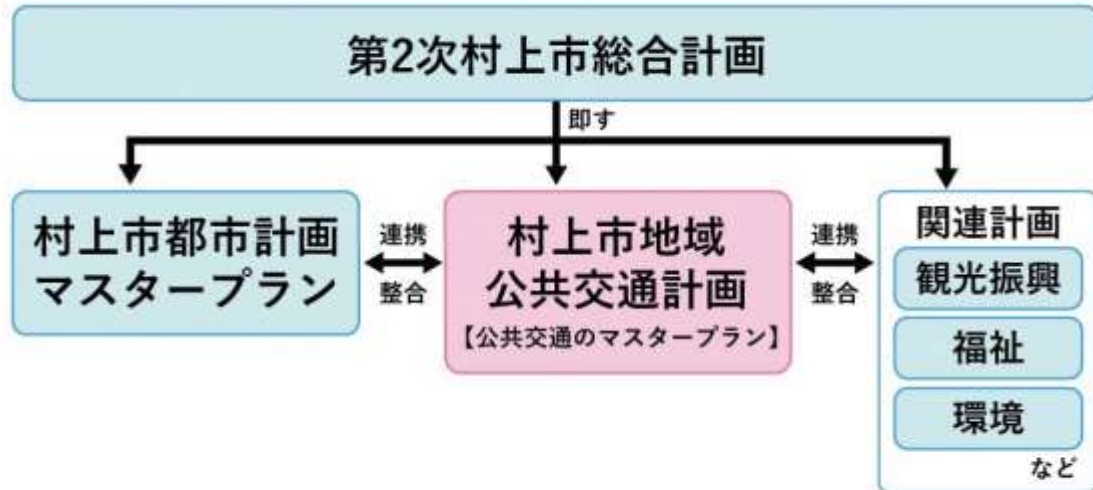 第2次村上市総合計画
即す
村上市都市計画
マスタープラン
連携
整合
村上市地域
公共交通計画
【公共交通のマスタープラン】
連携
整合
関連計画
観光振興
福祉
環境
など